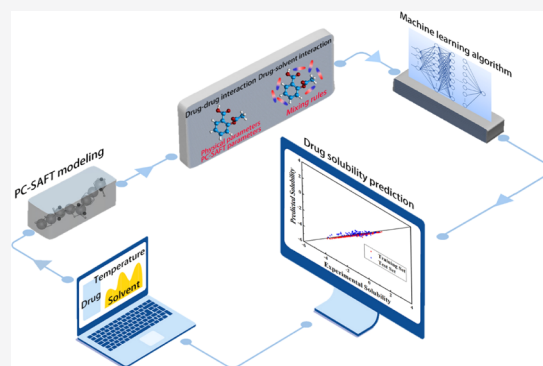 Machine learning algorithm
Drug-drug interaction
Drug-solvent interaction
Physical parameters
PC-SAFT parameters
Mixing rules
PC-SAFT modeling
Drug solubility prediction
Predicted Solubility
Experimental Solubility
Training Set
Test Set
Temperature
Drug
Solvent